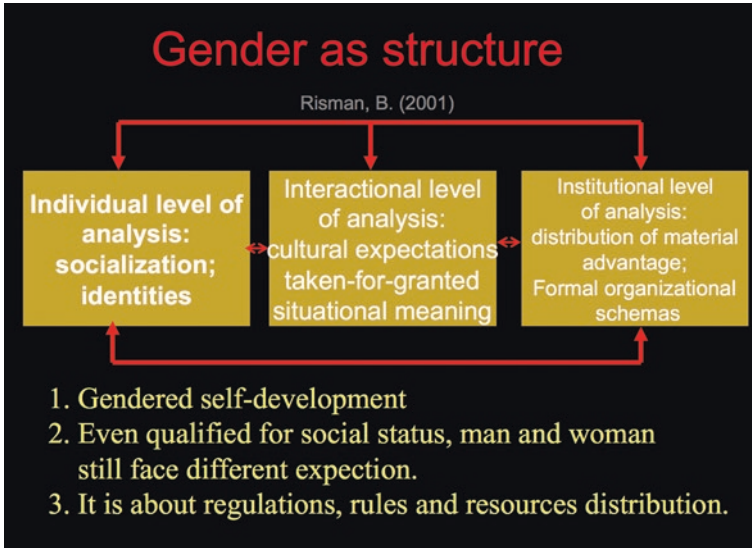 Gender as structure
Risman, B. (2001)
Individual level of
analysis:
socialization;
identities
Interactional level
of analysis:
cultural expectations
taken-for-granted
situational meaning
Institutional level
of analysis:
distribution of material
advantage;
Formal organizational
schemas
1. Gendered self-development
2. Even qualified for social status, man and woman
still face different expection.
3. It is about regulations, rules and resources distribution.